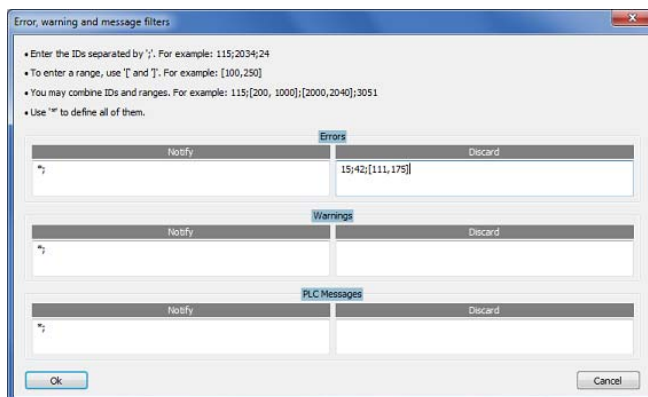 Error, warning and message filters
• Enter the IDs separated by ';'. For example: 115;2034;24
• To enter a range, use '[' and ']'. For example: [100,250]
• You may combine IDs and ranges. For example: 115;[200, 1000];[2000,2040];3051
• Use '*' to define all of them.
Errors
Notify Discard
*; 15;42;[111,175]
Warnings
Notify Discard
*;
PLC Messages
Notify Discard
*;
Ok Cancel